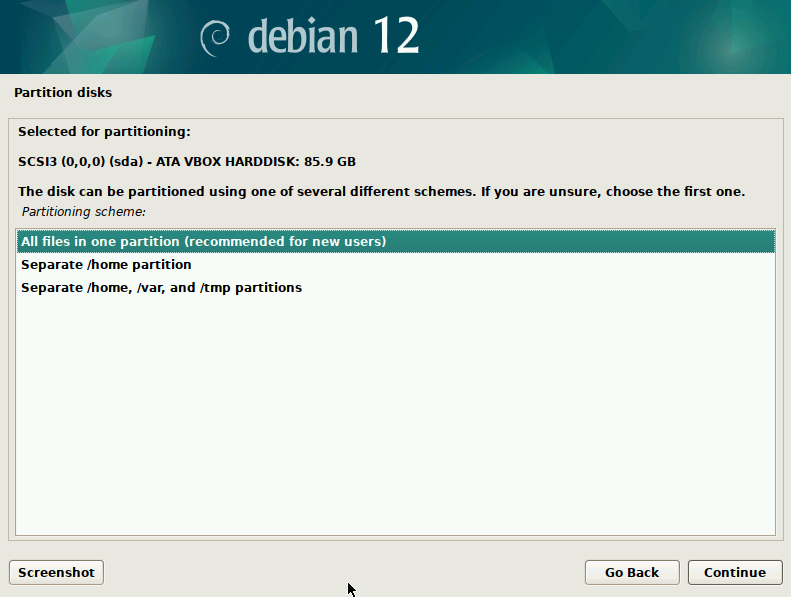 debian 12
Partition disks
Selected for partitioning:
SCSI3 (0,0,0) (sda) - ATA VBOX HARDDISK: 85.9 GB
The disk can be partitioned using one of several different schemes. If you are unsure, choose the first one.
Partitioning scheme:
All files in one partition (recommended for new users)
Separate /home partition
Separate /home, /var, and /tmp partitions
Screenshot
Go Back
Continue